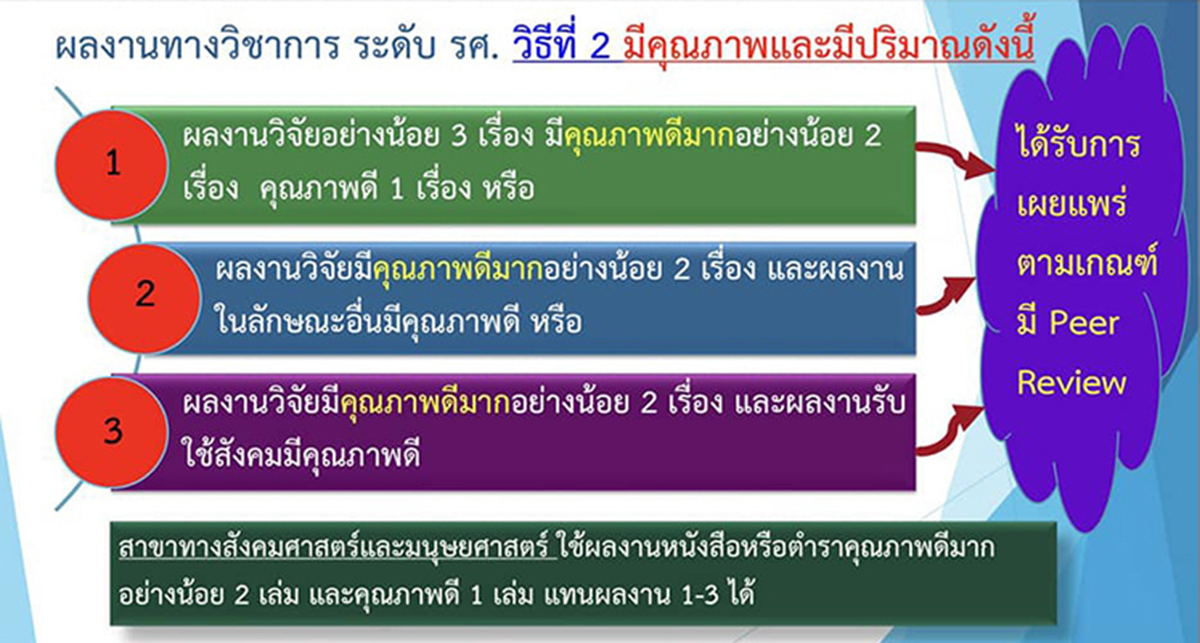 ผลงานทางวิชาการ ระดับ รศ. วิธีที่ 2 มีคุณภาพและมีปริมาณดังนี้
1
ผลงานวิจัยอย่างน้อย 3 เรื่อง มีคุณภาพดีมากอย่างน้อย 2
เรื่อง คุณภาพดี 1 เรื่อง หรือ
2
ผลงานวิจัยมีคุณภาพดีมากอย่างน้อย 2 เรื่อง และผลงาน
ในลักษณะอื่นมีคุณภาพดี หรือ
3
ผลงานวิจัยมีคุณภาพดีมากอย่างน้อย 2 เรื่อง และผลงานรับ
ใช้สังคมมีคุณภาพดี
ได้รับการ
เผยแพร่
ตามเกณฑ์
มี Peer
Review
สาขาทางสังคมศาสตร์และมนุษยศาสตร์ ใช้ผลงานหนังสือหรือตำราคุณภาพดีมาก
อย่างน้อย 2 เล่ม และคุณภาพดี 1 เล่ม แทนผลงาน 1-3 ได้